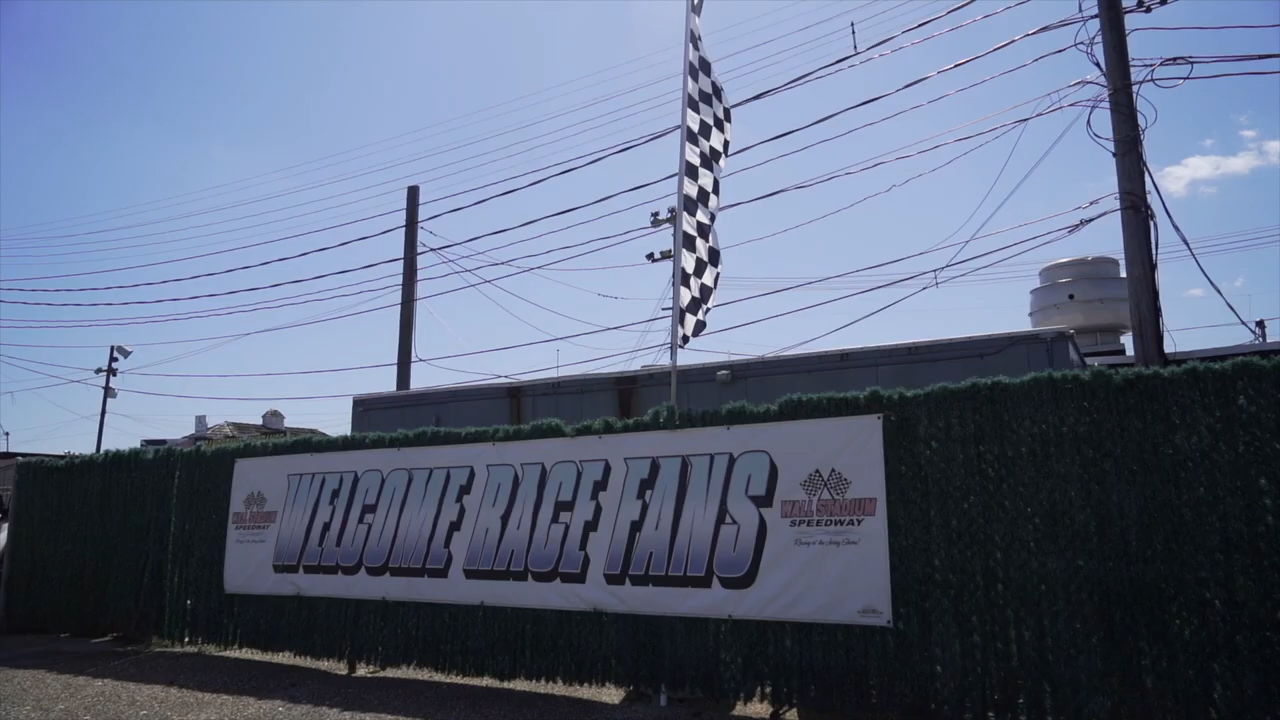 WELCOME RACE FANS
WALL STADIUM
SPEEDWAY
Racing at the Jersey Shore!
WALL STADIUM
SPEEDWAY